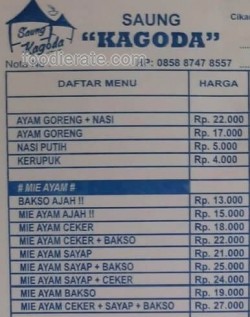 Saung
Kagoda
SAUNG
"KAGODA"
Cika
Nota No.
HP: 0858 8747 8557
foodierate.com
DAFTAR MENU HARGA
AYAM GORENG + NASI Rp. 22.000
AYAM GORENG Rp. 17.000
NASI PUTIH Rp. 5.000
KERUPUK Rp. 4.000
# MIE AYAM #
BAKSO AJAH !! Rp. 13.000
MIE AYAM AJAH !! Rp. 15.000
MIE AYAM CEKER Rp. 18.000
MIE AYAM CEKER + BAKSO Rp. 22.000
MIE AYAM SAYAP Rp. 21.000
MIE AYAM SAYAP + BAKSO Rp. 25.000
MIE AYAM SAYAP + CEKER Rp. 24.000
MIE AYAM BAKSO Rp. 19.000
MIE AYAM CEKER + SAYAP + BAKSO Rp. 27.000